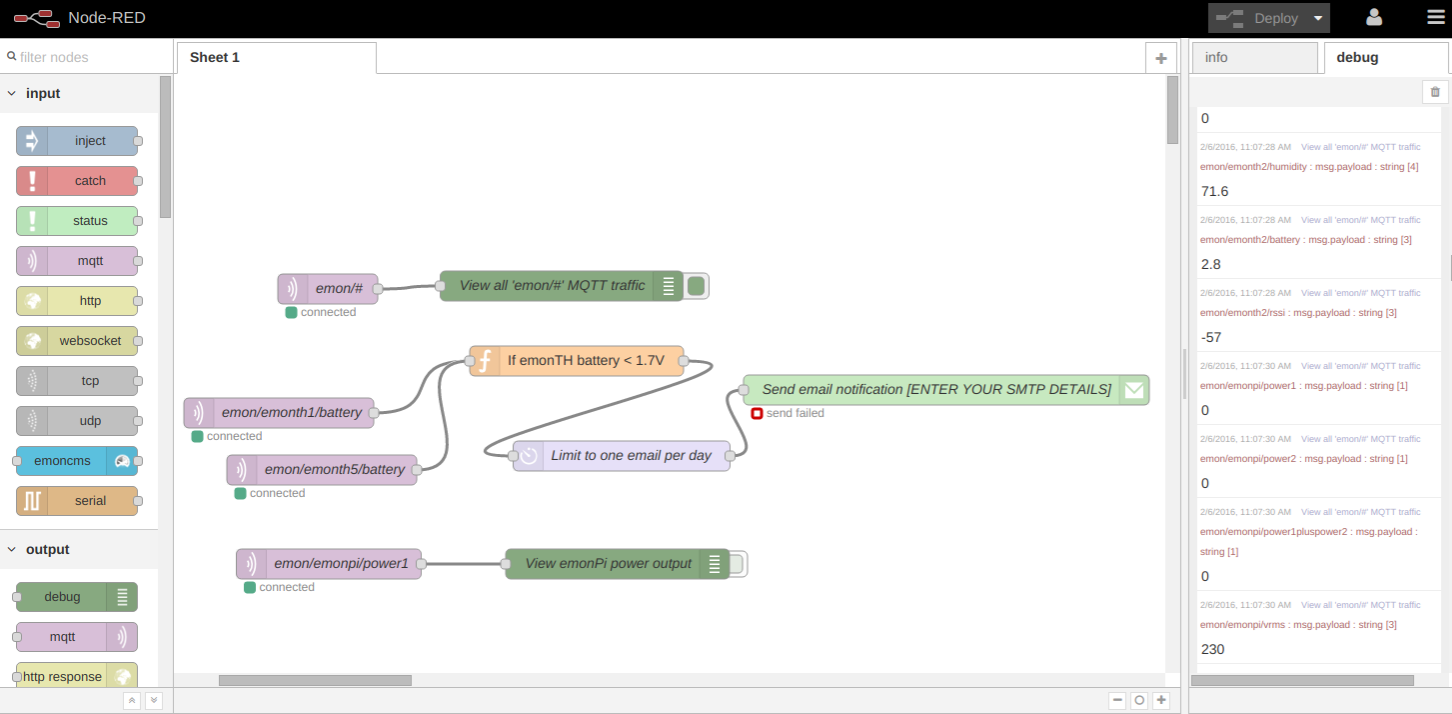 Node-RED
Deploy
filter nodes
Sheet 1
info
debug
input
inject
catch
status
mqtt
http
websocket
tcp
udp
emoncms
serial
output
debug
mqtt
http response
emon/#
connected
View all 'emon/#' MQTT traffic
If emonTH battery < 1.7V
emon/emonth1/battery
connected
emon/emonth5/battery
connected
Send email notification [ENTER YOUR SMTP DETAILS]
send failed
Limit to one email per day
emon/emonpi/power1
connected
View emonPi power output
0
2/6/2016, 11:07:28 AM View all 'emon/#' MQTT traffic
emon/emonth2/humidity : msg.payload : string [4]
71.6
2/6/2016, 11:07:28 AM View all 'emon/#' MQTT traffic
emon/emonth2/battery : msg.payload : string [3]
2.8
2/6/2016, 11:07:28 AM View all 'emon/#' MQTT traffic
emon/emonth2/rssi : msg.payload : string [3]
-57
2/6/2016, 11:07:30 AM View all 'emon/#' MQTT traffic
emon/emonpi/power1 : msg.payload : string [1]
0
2/6/2016, 11:07:30 AM View all 'emon/#' MQTT traffic
emon/emonpi/power2 : msg.payload : string [1]
0
2/6/2016, 11:07:30 AM View all 'emon/#' MQTT traffic
emon/emonpi/power1pluspower2 : msg.payload :
string [1]
0
2/6/2016, 11:07:30 AM View all 'emon/#' MQTT traffic
emon/emonpi/vrms : msg.payload : string [3]
230